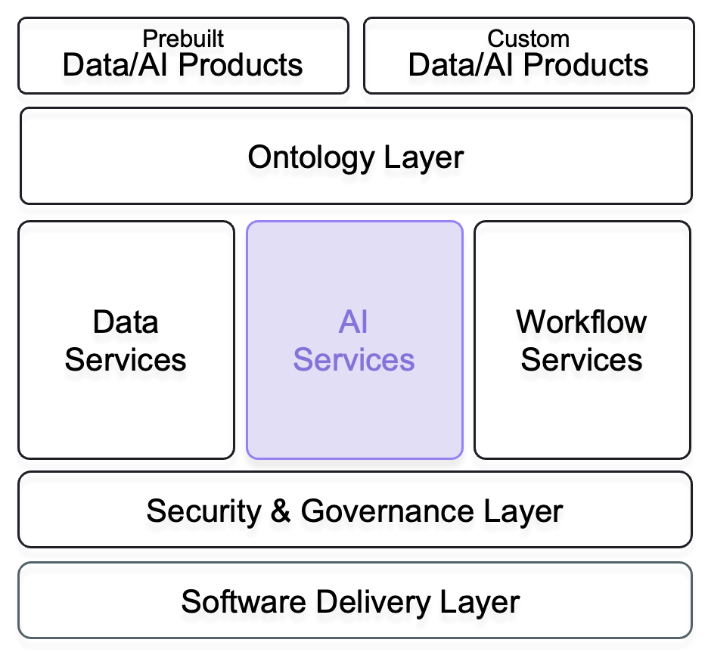 Prebuilt
Data/AI Products
Custom
Data/AI Products
Ontology Layer
Data
Services
AI
Services
Workflow
Services
Security & Governance Layer
Software Delivery Layer